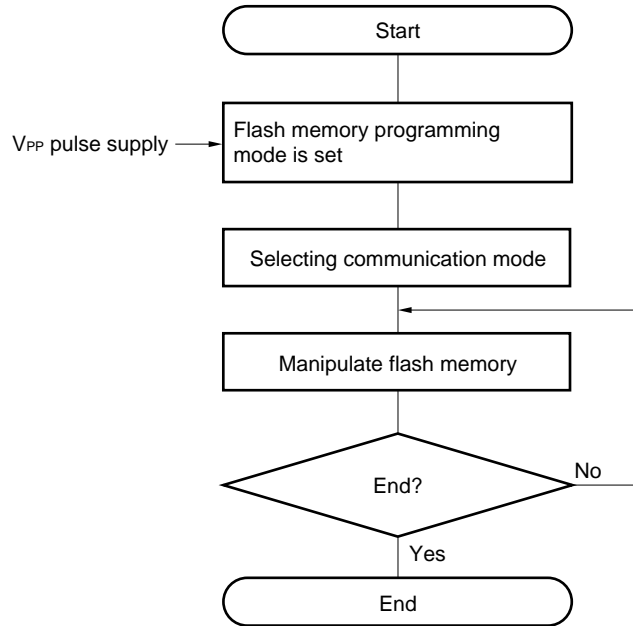 Start
VPP pulse supply
Flash memory programming
mode is set
Selecting communication mode
Manipulate flash memory
End?
No
Yes
End